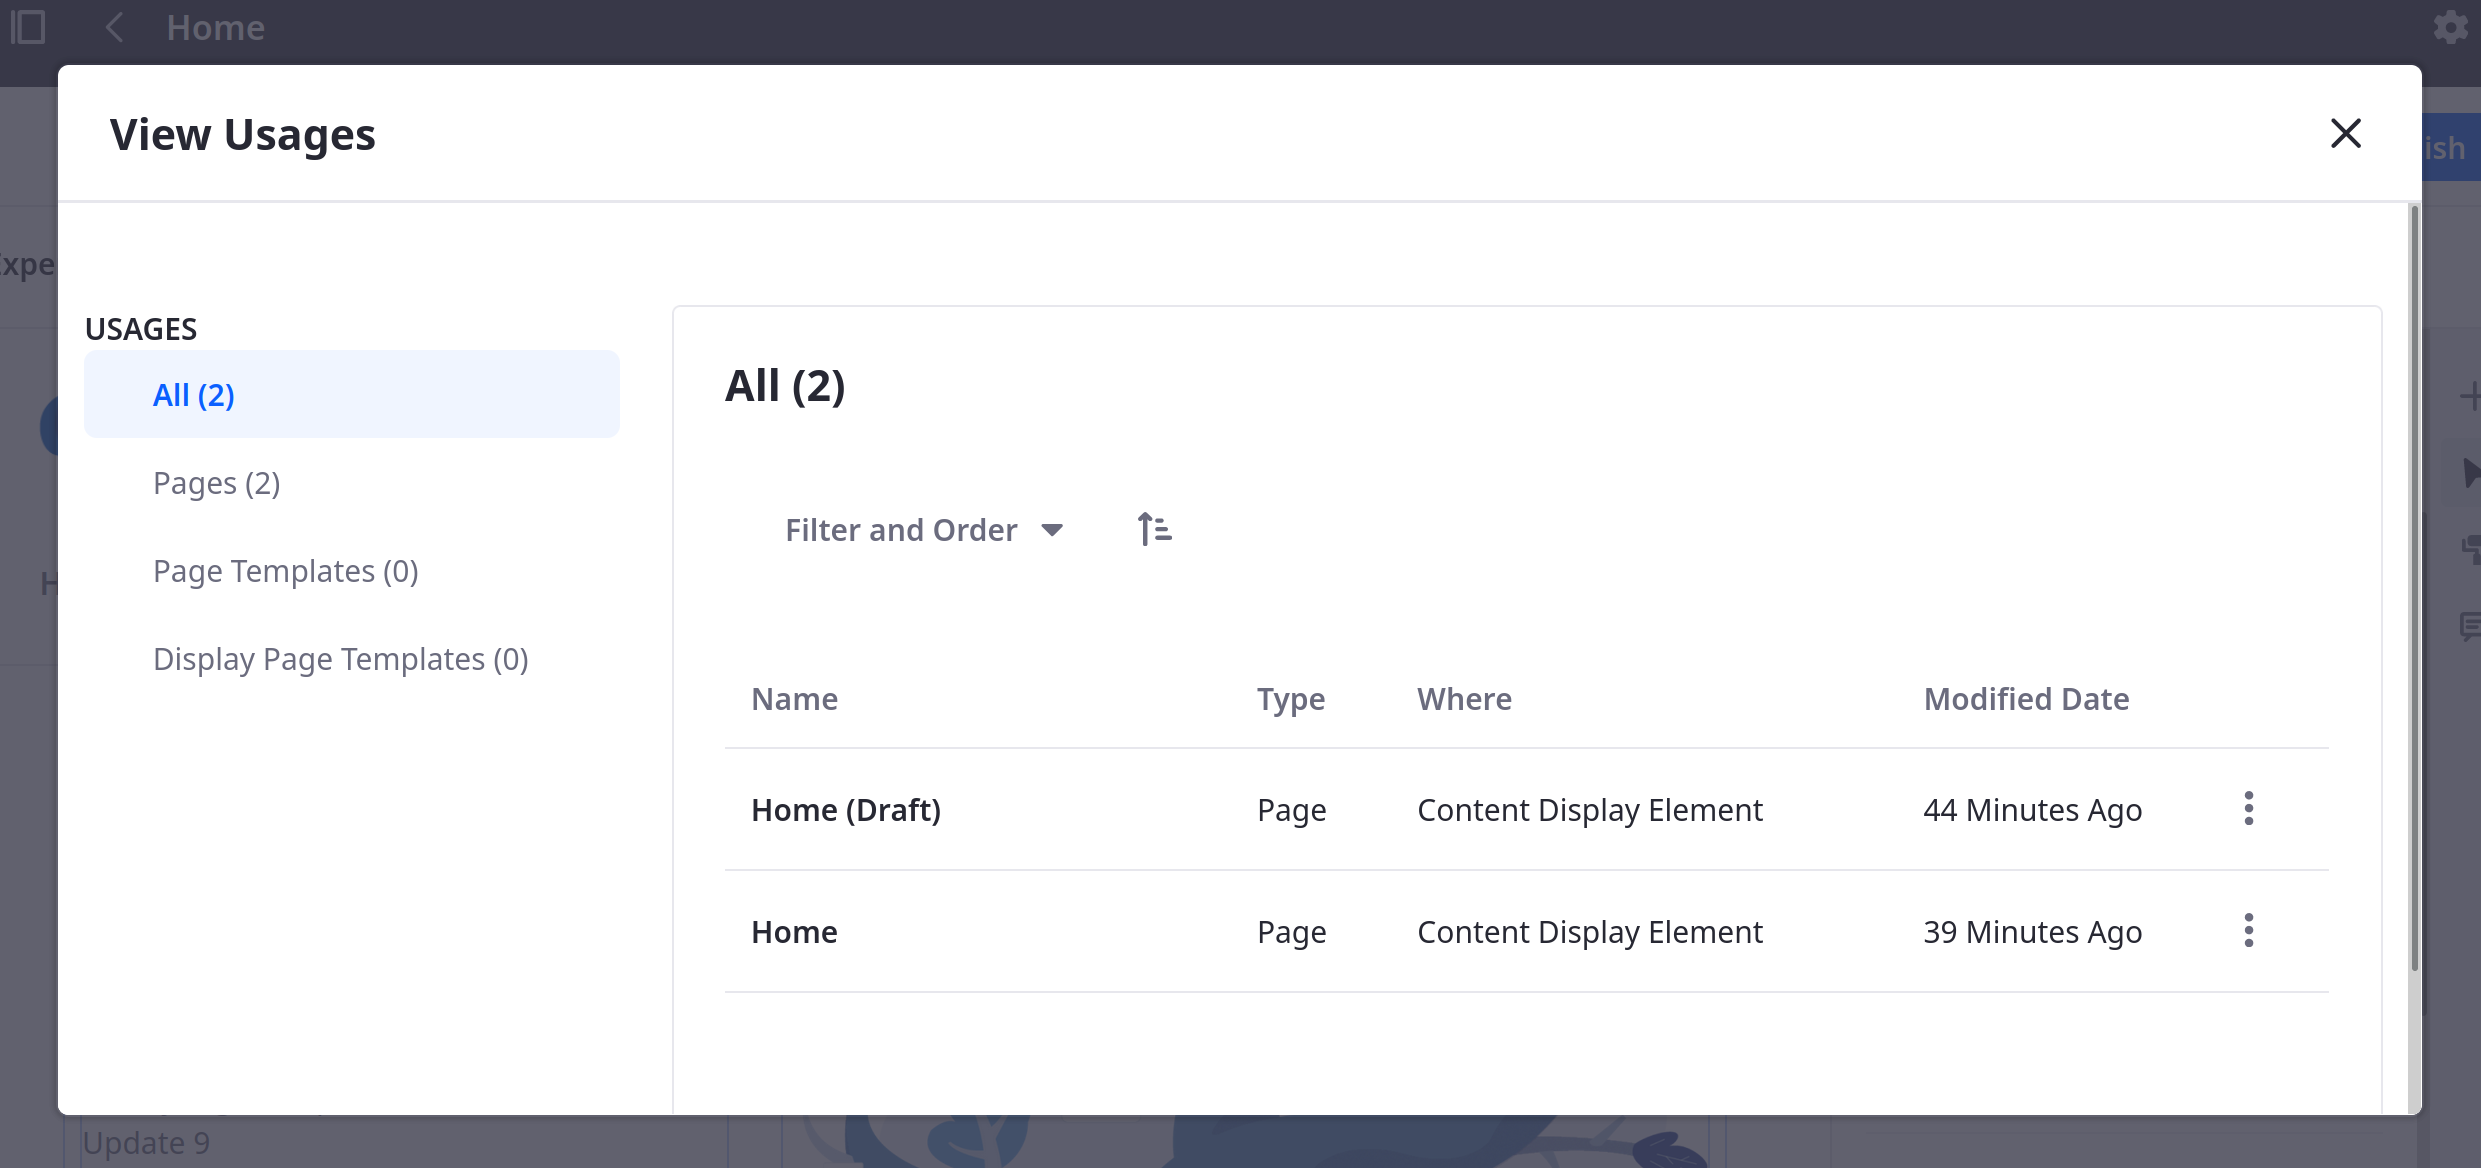 Home
View Usages
ish
USAGES
All (2)
Pages (2)
Page Templates (0)
Display Page Templates (0)
All (2)
Filter and Order
Name Type Where Modified Date
Home (Draft) Page Content Display Element 44 Minutes Ago
Home Page Content Display Element 39 Minutes Ago
Update 9